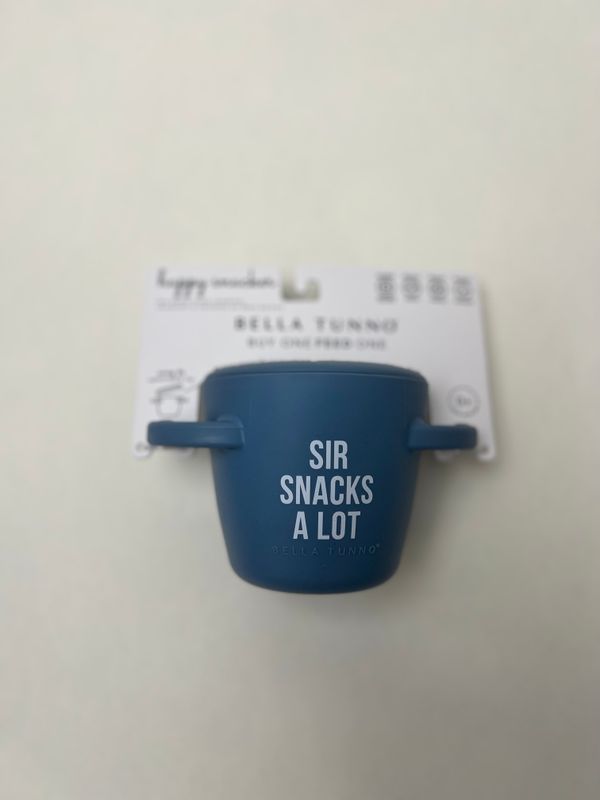 happy snacker
BELLA TUNNO
BUY ONE FEED ONE
SIR
SNACKS
A LOT
BELLA TUNNO®